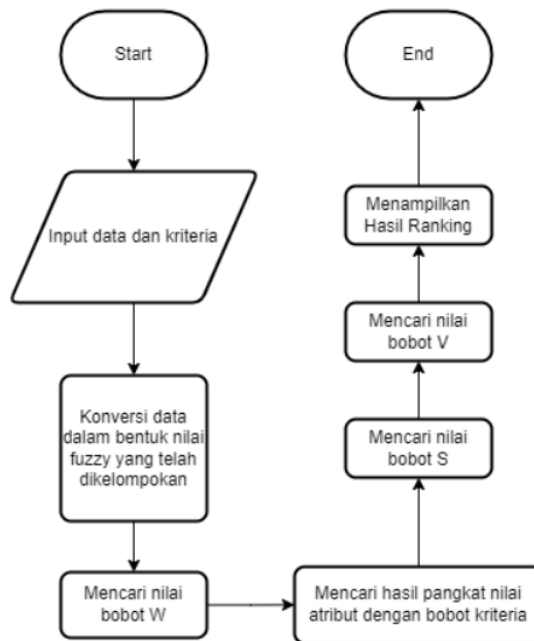 Start
Input data dan kriteria
Konversi data
dalam bentuk nilai
fuzzy yang telah
dikelompokan
Mencari nilai
bobot W
Mencari hasil pangkat nilai
atribut dengan bobot kriteria
Mencari nilai
bobot S
Mencari nilai
bobot V
Menampilkan
Hasil Ranking
End